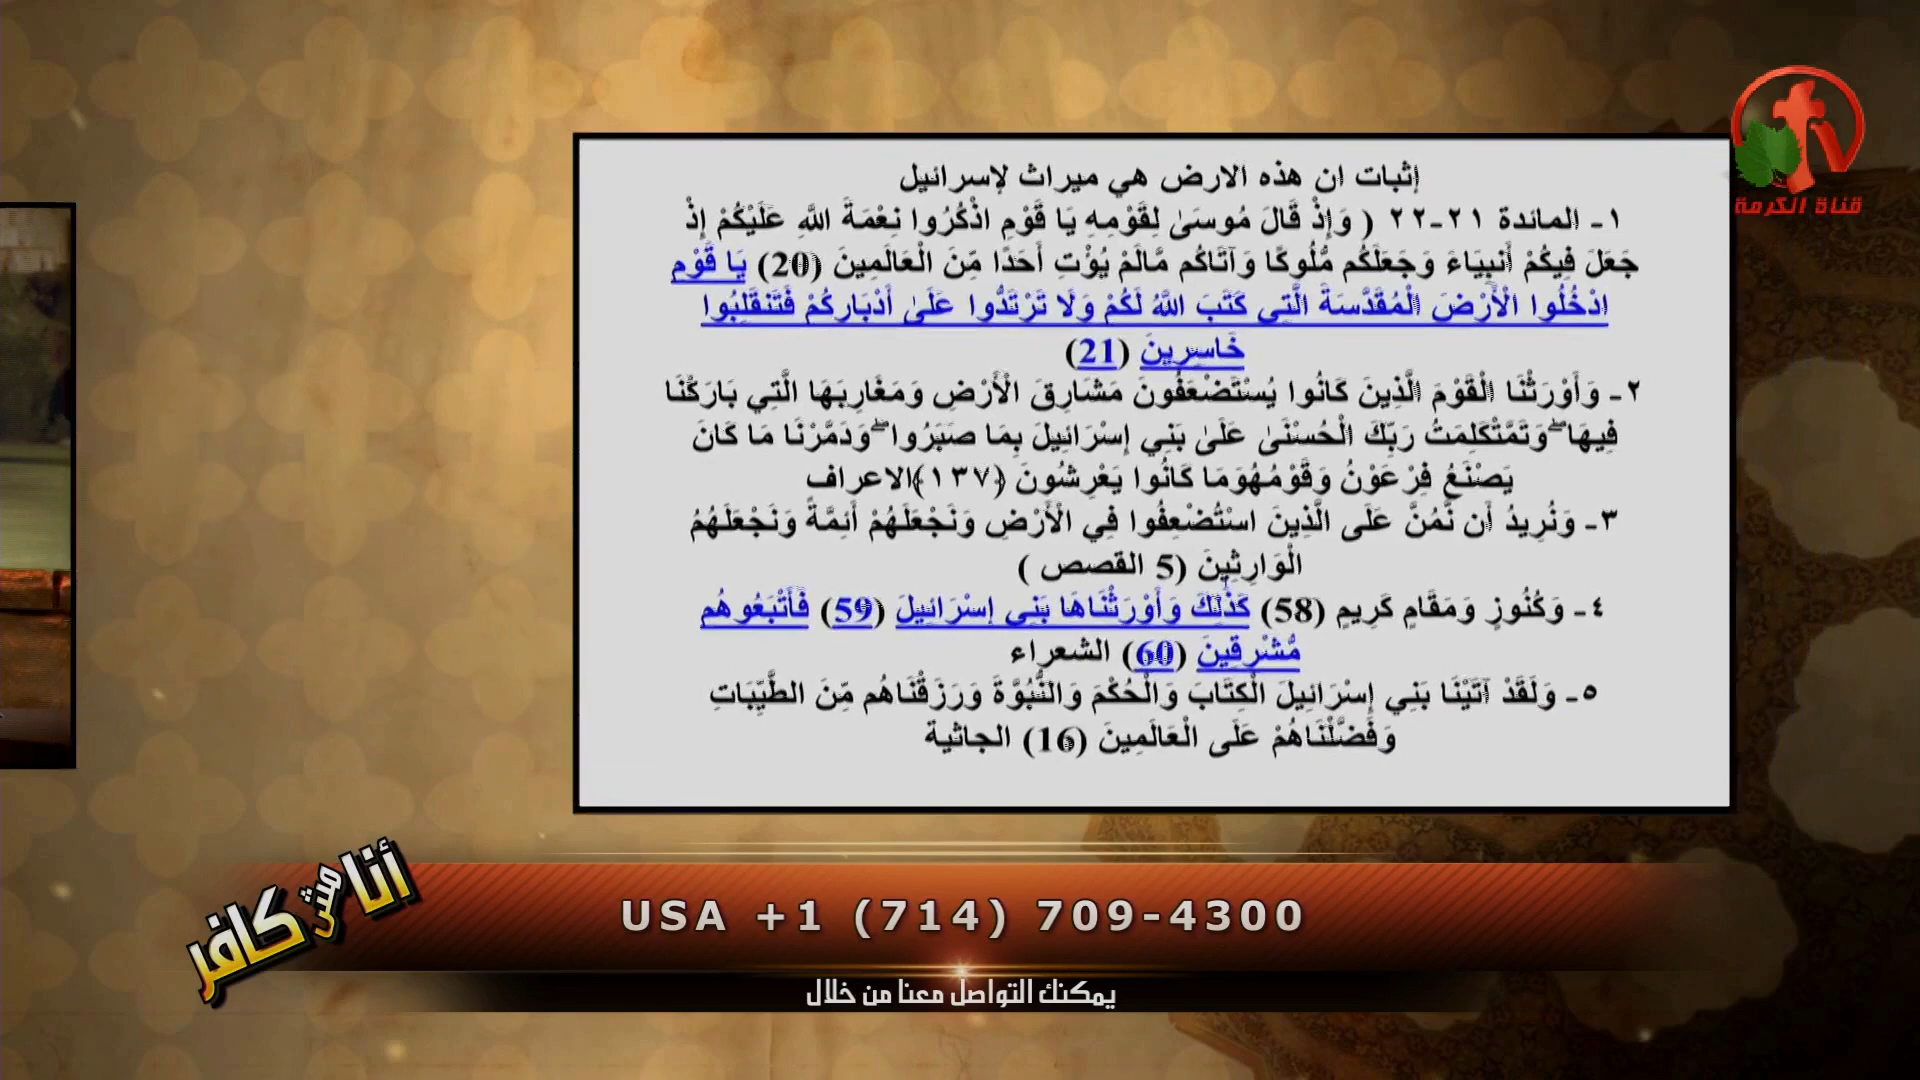 إثبات ان هذه الارض هي ميراث لإسرائيل
١- المائدة ٢١-٢٢ ( وَإِذْ قَالَ مُوسَىٰ لِقَوْمِهِ يَا قَوْمِ اذْكُرُوا نِعْمَةَ اللَّهِ عَلَيْكُمْ إِذْ
جَعَلَ فِيكُمْ أَنبِيَاءَ وَجَعَلَكُم مُّلُوكًا وَآتَاكُم مَّالَمْ يُؤْتِ أَحَدًا مِّنَ الْعَالَمِينَ (20) يَا قَوْمِ
ادْخُلُوا الْأَرْضَ الْمُقَدَّسَةَ الَّتِي كَتَبَ اللَّهُ لَكُمْ وَلَا تَرْتَدُّوا عَلَىٰ أَدْبَارِكُمْ فَتَنقَلِبُوا
خَاسِرِينَ (21)
٢- وَأَوْرَثْنَا الْقَوْمَ الَّذِينَ كَانُوا يُسْتَضْعَفُونَ مَشَارِقَ الْأَرْضِ وَمَغَارِبَهَا الَّتِي بَارَكْنَا
فِيهَا ۖ وَتَمَّتْكَلِمَتُ رَبِّكَ الْحُسْنَىٰ عَلَىٰ بَنِي إِسْرَائِيلَ بِمَا صَبَرُوا ۖ وَدَمَّرْنَا مَا كَانَ
يَصْنَعُ فِرْعَوْنُ وَقَوْمُهُوَمَا كَانُوا يَعْرِشُونَ ﴿١٣٧﴾الاعراف
٣- وَنُرِيدُ أَن نَّمُنَّ عَلَى الَّذِينَ اسْتُضْعِفُوا فِي الْأَرْضِ وَنَجْعَلَهُمْ أَئِمَّةً وَنَجْعَلَهُمُ
الْوَارِثِينَ (5 القصص )
٤- وَكُنُوزٍ وَمَقَامٍ كَرِيمٍ (58) كَذَٰلِكَ وَأَوْرَثْنَاهَا بَنِي إِسْرَائِيلَ (59) فَأَتْبَعُوهُم
مُّشْرِقِينَ (60) الشعراء
٥- وَلَقَدْ آتَيْنَا بَنِي إِسْرَائِيلَ الْكِتَابَ وَالْحُكْمَ وَالنُّبُوَّةَ وَرَزَقْنَاهُم مِّنَ الطَّيِّبَاتِ
وَفَضَّلْنَاهُمْ عَلَى الْعَالَمِينَ (16) الجاثية
tv
قناة الكرمة
أنا مش كافر
USA +1 (714) 709-4300
يمكنك التواصل معنا من خلال